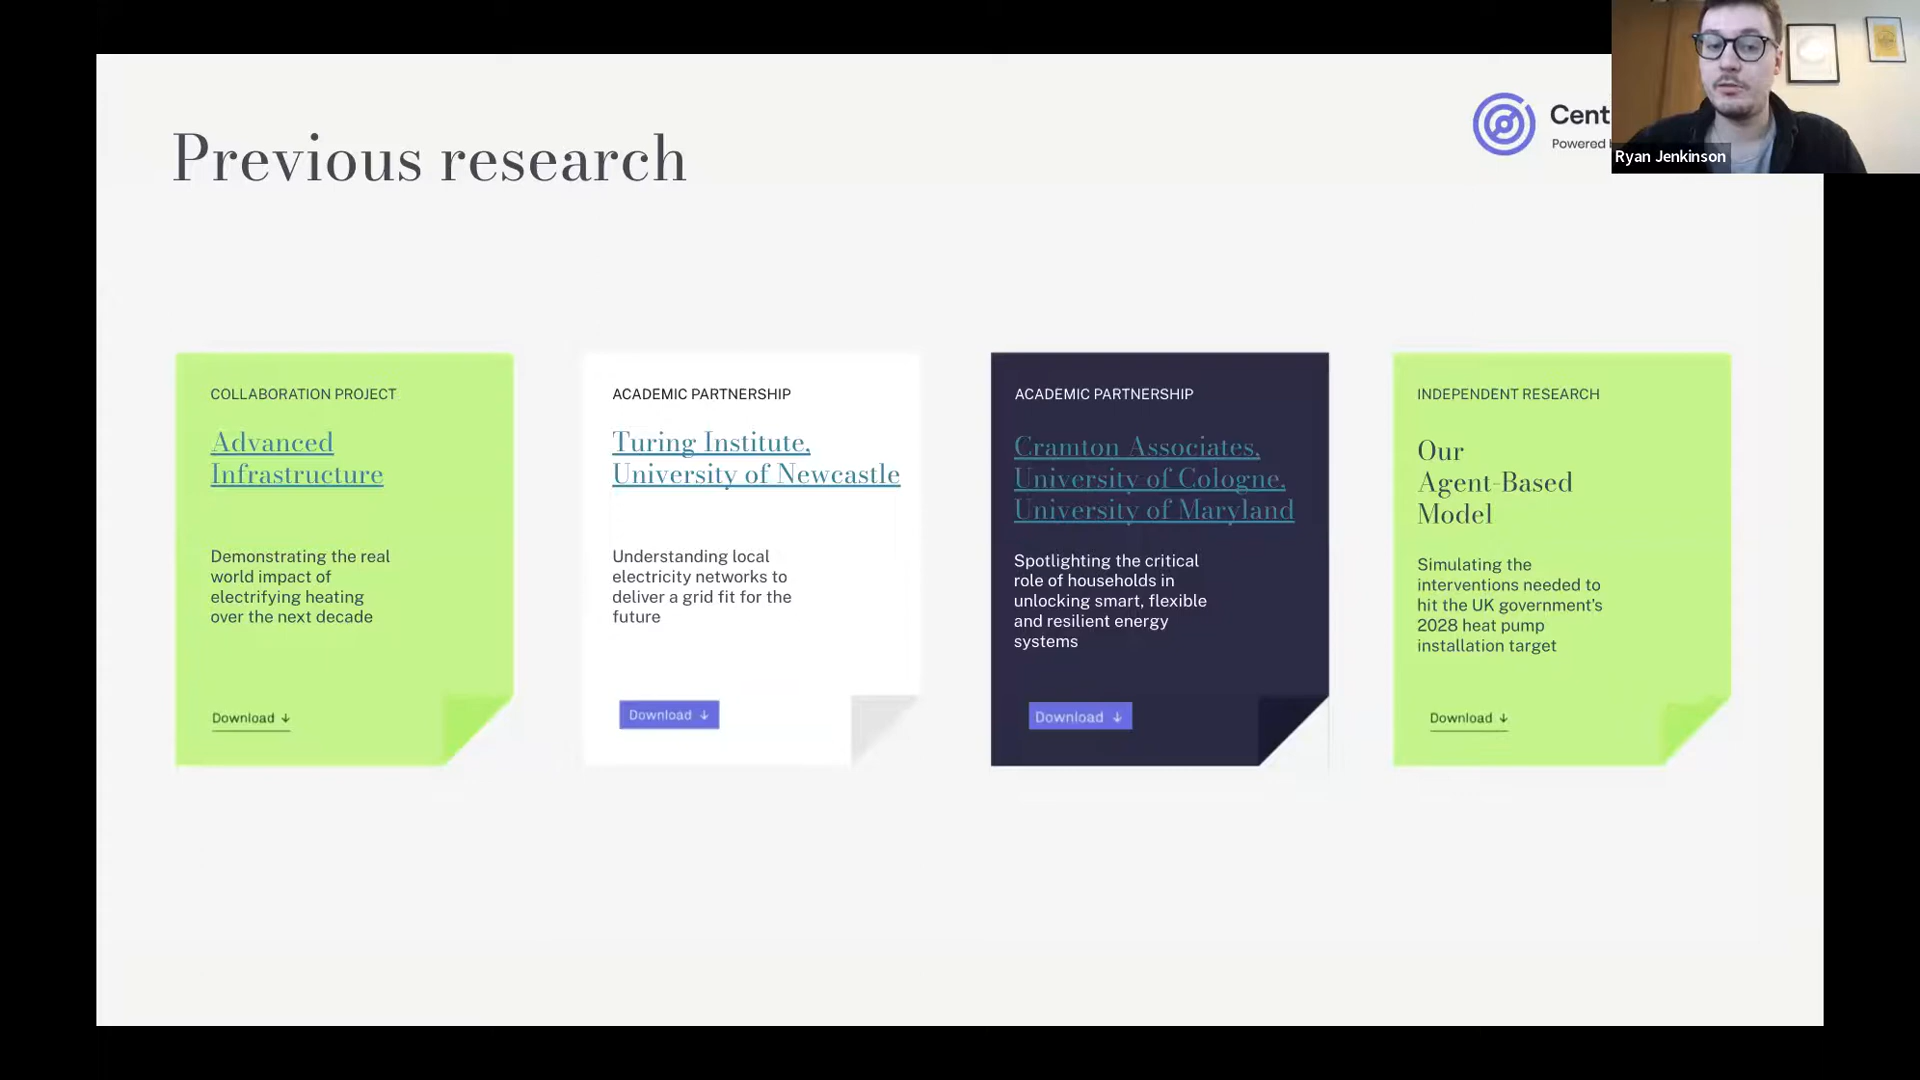 Previous research
Cent
Powered
Ryan Jenkinson
COLLABORATION PROJECT
Advanced
Infrastructure
Demonstrating the real
world impact of
electrifying heating
over the next decade
Download ↓
ACADEMIC PARTNERSHIP
Turing Institute,
University of Newcastle
Understanding local
electricity networks to
deliver a grid fit for the
future
Download ↓
ACADEMIC PARTNERSHIP
Cramton Associates,
University of Cologne,
University of Maryland
Spotlighting the critical
role of households in
unlocking smart, flexible
and resilient energy
systems
Download ↓
INDEPENDENT RESEARCH
Our
Agent-Based
Model
Simulating the
interventions needed to
hit the UK government's
2028 heat pump
installation target
Download ↓